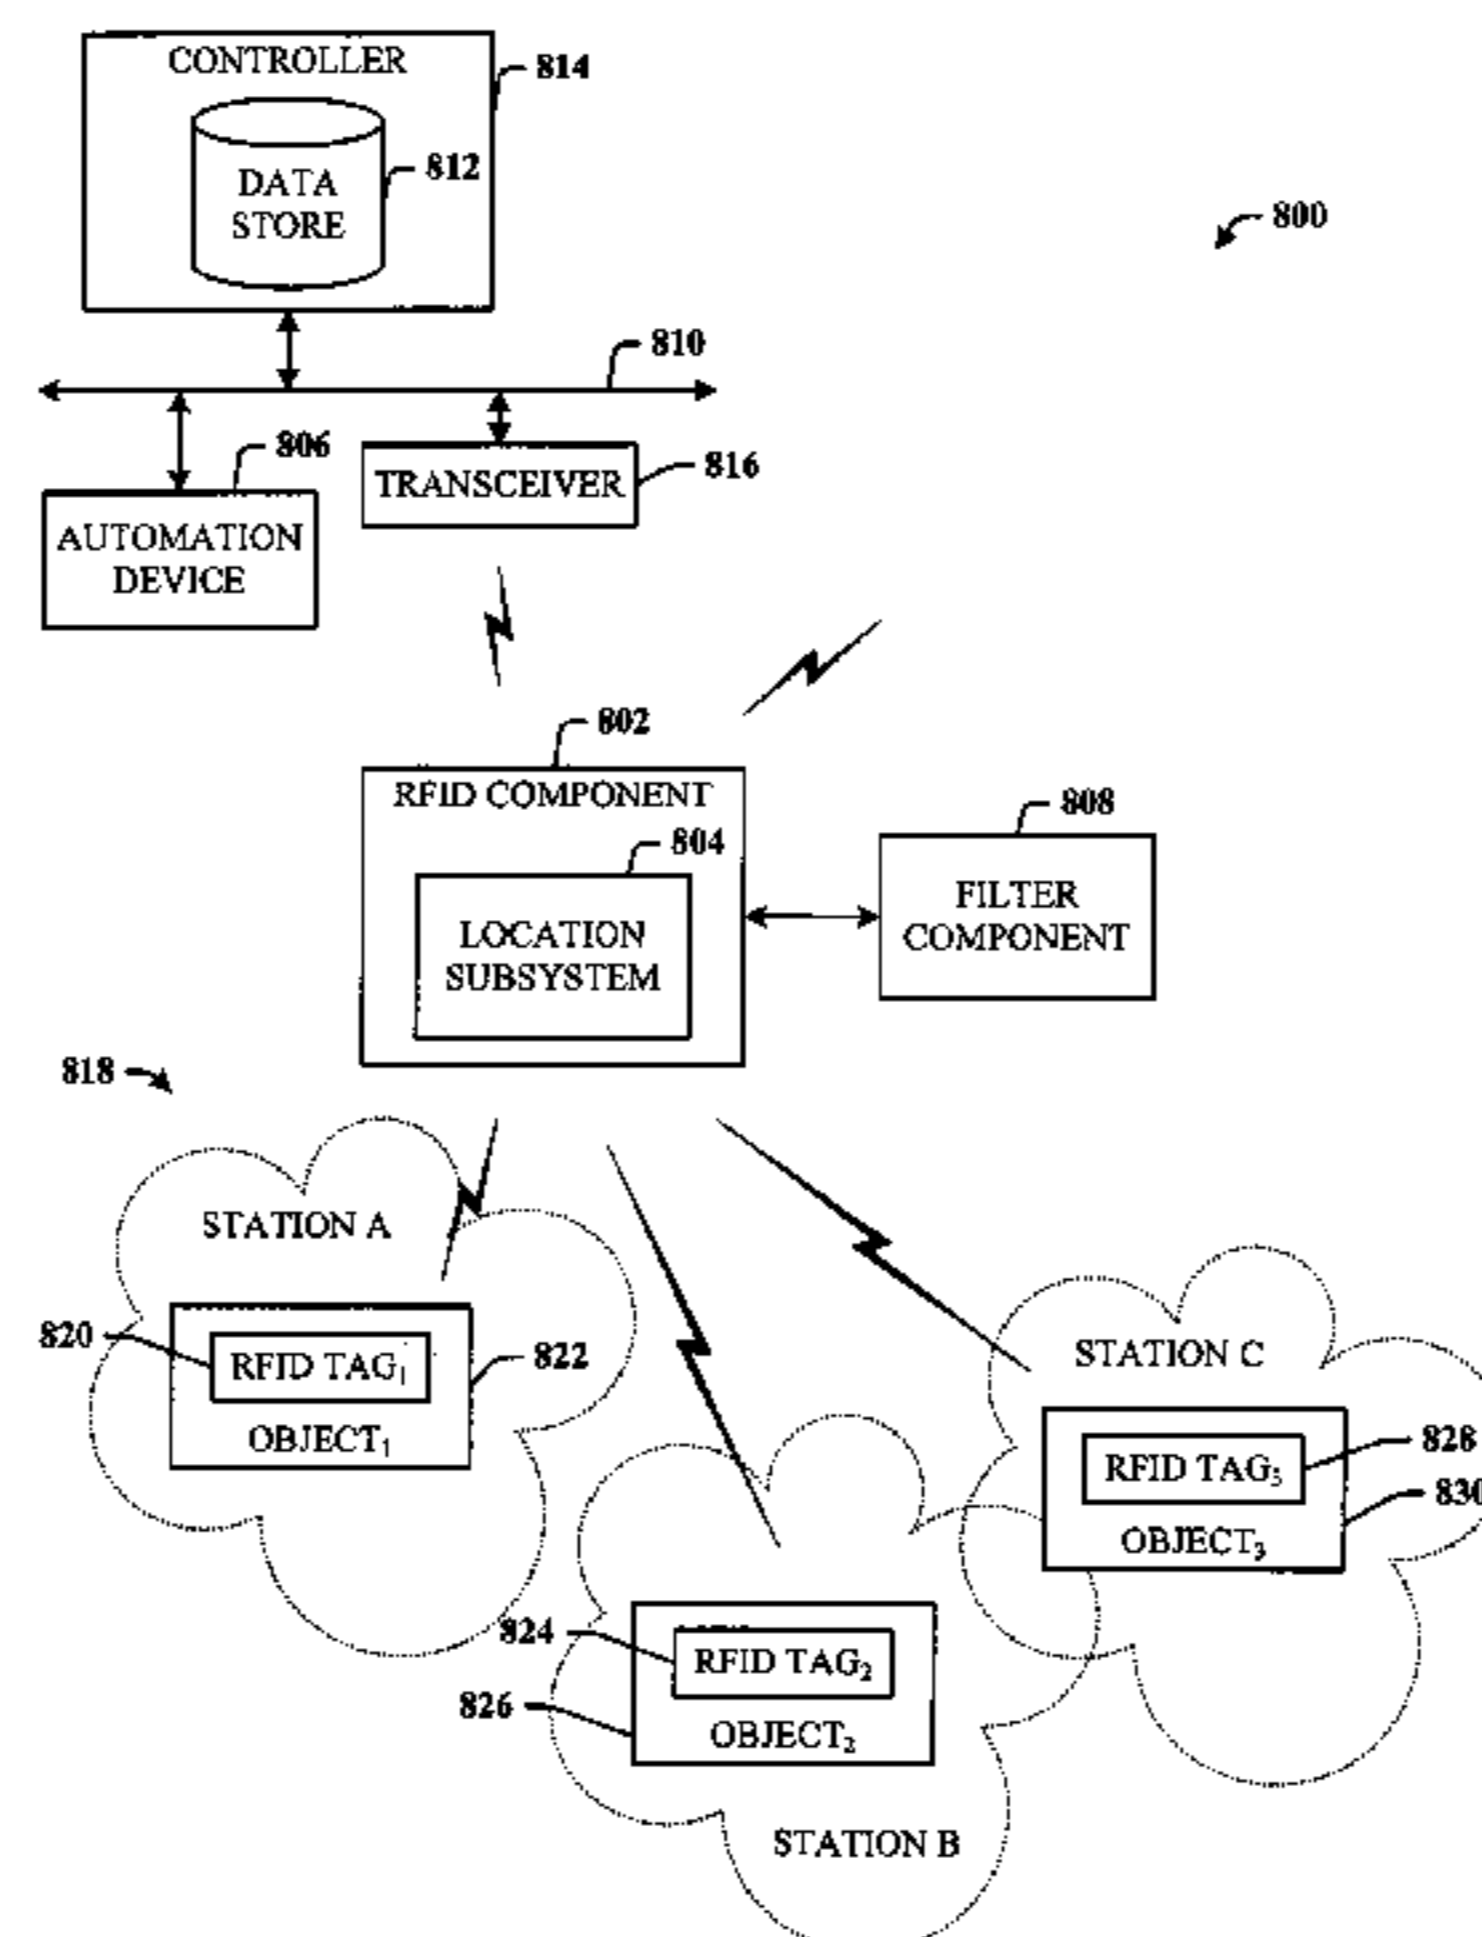 CONTROLLER
814
DATA
STORE
812
800
810
806
AUTOMATION
DEVICE
TRANSCEIVER
816
802
RFID COMPONENT
804
LOCATION
SUBSYSTEM
808
FILTER
COMPONENT
818
STATION A
820
RFID TAG₁
822
OBJECT₁
STATION C
RFID TAG₃
828
830
OBJECT₃
824
RFID TAG₂
826
OBJECT₂
STATION B